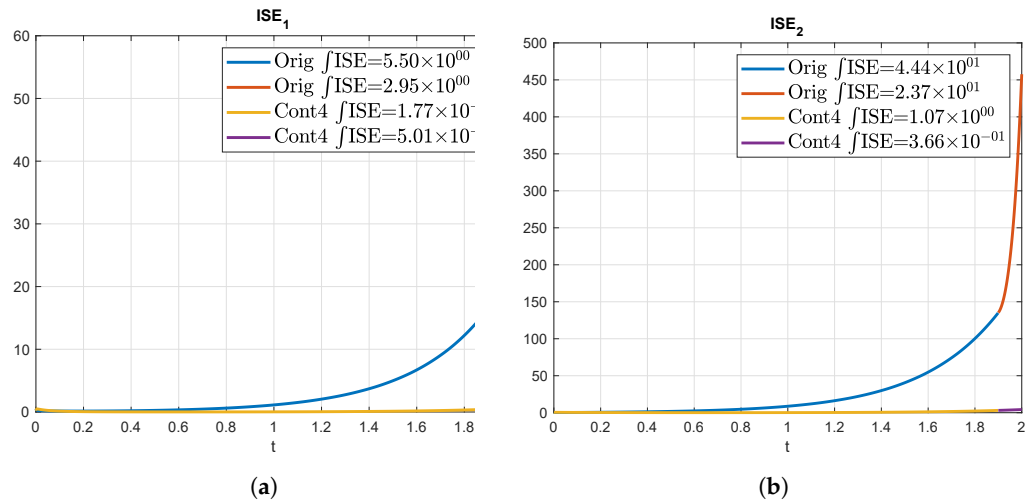 ISE1
60
50
40
30
20
10
0
Orig ∫ISE=5.50×10^00
Orig ∫ISE=2.95×10^00
Cont4 ∫ISE=1.77×10^-
Cont4 ∫ISE=5.01×10^-
0 0.2 0.4 0.6 0.8 1 1.2 1.4 1.6 1.8
t
(a)
ISE2
500
450
400
350
300
250
200
150
100
50
0
Orig ∫ISE=4.44×10^01
Orig ∫ISE=2.37×10^01
Cont4 ∫ISE=1.07×10^00
Cont4 ∫ISE=3.66×10^-01
0 0.2 0.4 0.6 0.8 1 1.2 1.4 1.6 1.8 2
t
(b)